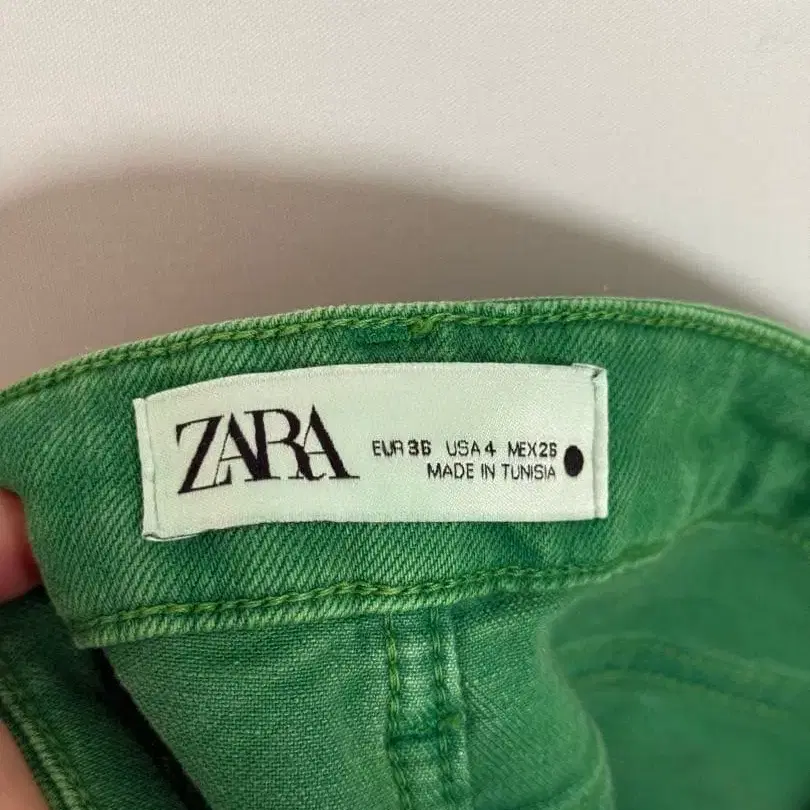 ZARA
EUR 36 USA 4 MEX 26
MADE IN TUNISIA